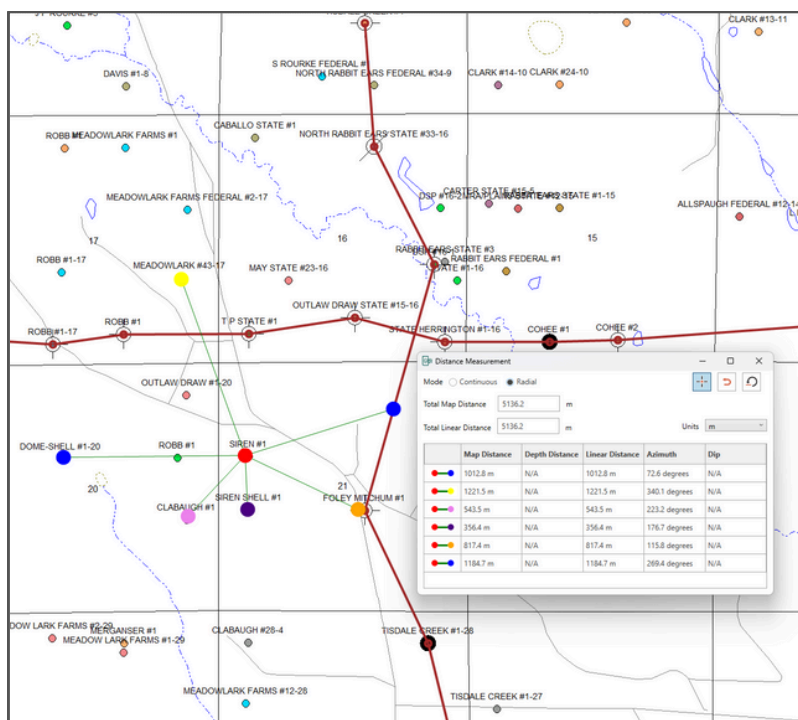 S ROURKE FEDERAL #1
CLARK #13-11
DAVIS #1-8
NORTH RABBIT EARS FEDERAL #34-9
CLARK #14-10
CLARK #24-10
CABALLO STATE #1
ROBB #1
MEADOWLARK FARMS #1
NORTH RABBIT EARS STATE #33-16
CARTER STATE #15-5
MEADOWLARK FARMS FEDERAL #2-17
STATE #1-15
ALLSPAUGH FEDERAL #12-14
17
16
15
RABBIT EARS STATE #3
ROBB #1-17
MEADOWLARK #43-17
MAY STATE #23-16
RABBIT EARS FEDERAL #1
OUTLAW DRAW STATE #15-16
ROBB #1-17
ROBB #1
T P STATE #1
STATE HERRINGTON #1-16
COHEE #1
COHEE #2
Distance Measurement
Mode
Continuous
Radial
Total Map Distance
5136.2
m
Total Linear Distance
5136.2
m
Units
m
Map Distance Depth Distance Linear Distance Azimuth Dip
1012.8 m N/A 1012.8 m 72.6 degrees N/A
1221.5 m N/A 1221.5 m 340.1 degrees N/A
543.5 m N/A 543.5 m 223.2 degrees N/A
356.4 m N/A 356.4 m 176.7 degrees N/A
817.4 m N/A 817.4 m 115.8 degrees N/A
1184.7 m N/A 1184.7 m 269.4 degrees N/A
OUTLAW DRAW #1-20
DOME-SHELL #1-20
ROBB #1
SIREN #1
20
21
CLABAUGH #1
SIREN SHELL #1
FOLEY MITCHUM #1
MERGANSER #1
MEADOW LARK FARMS #1-29
CLABAUGH #28-4
TISDALE CREEK #1-28
MEADOWLARK FARMS #12-28
TISDALE CREEK #1-27